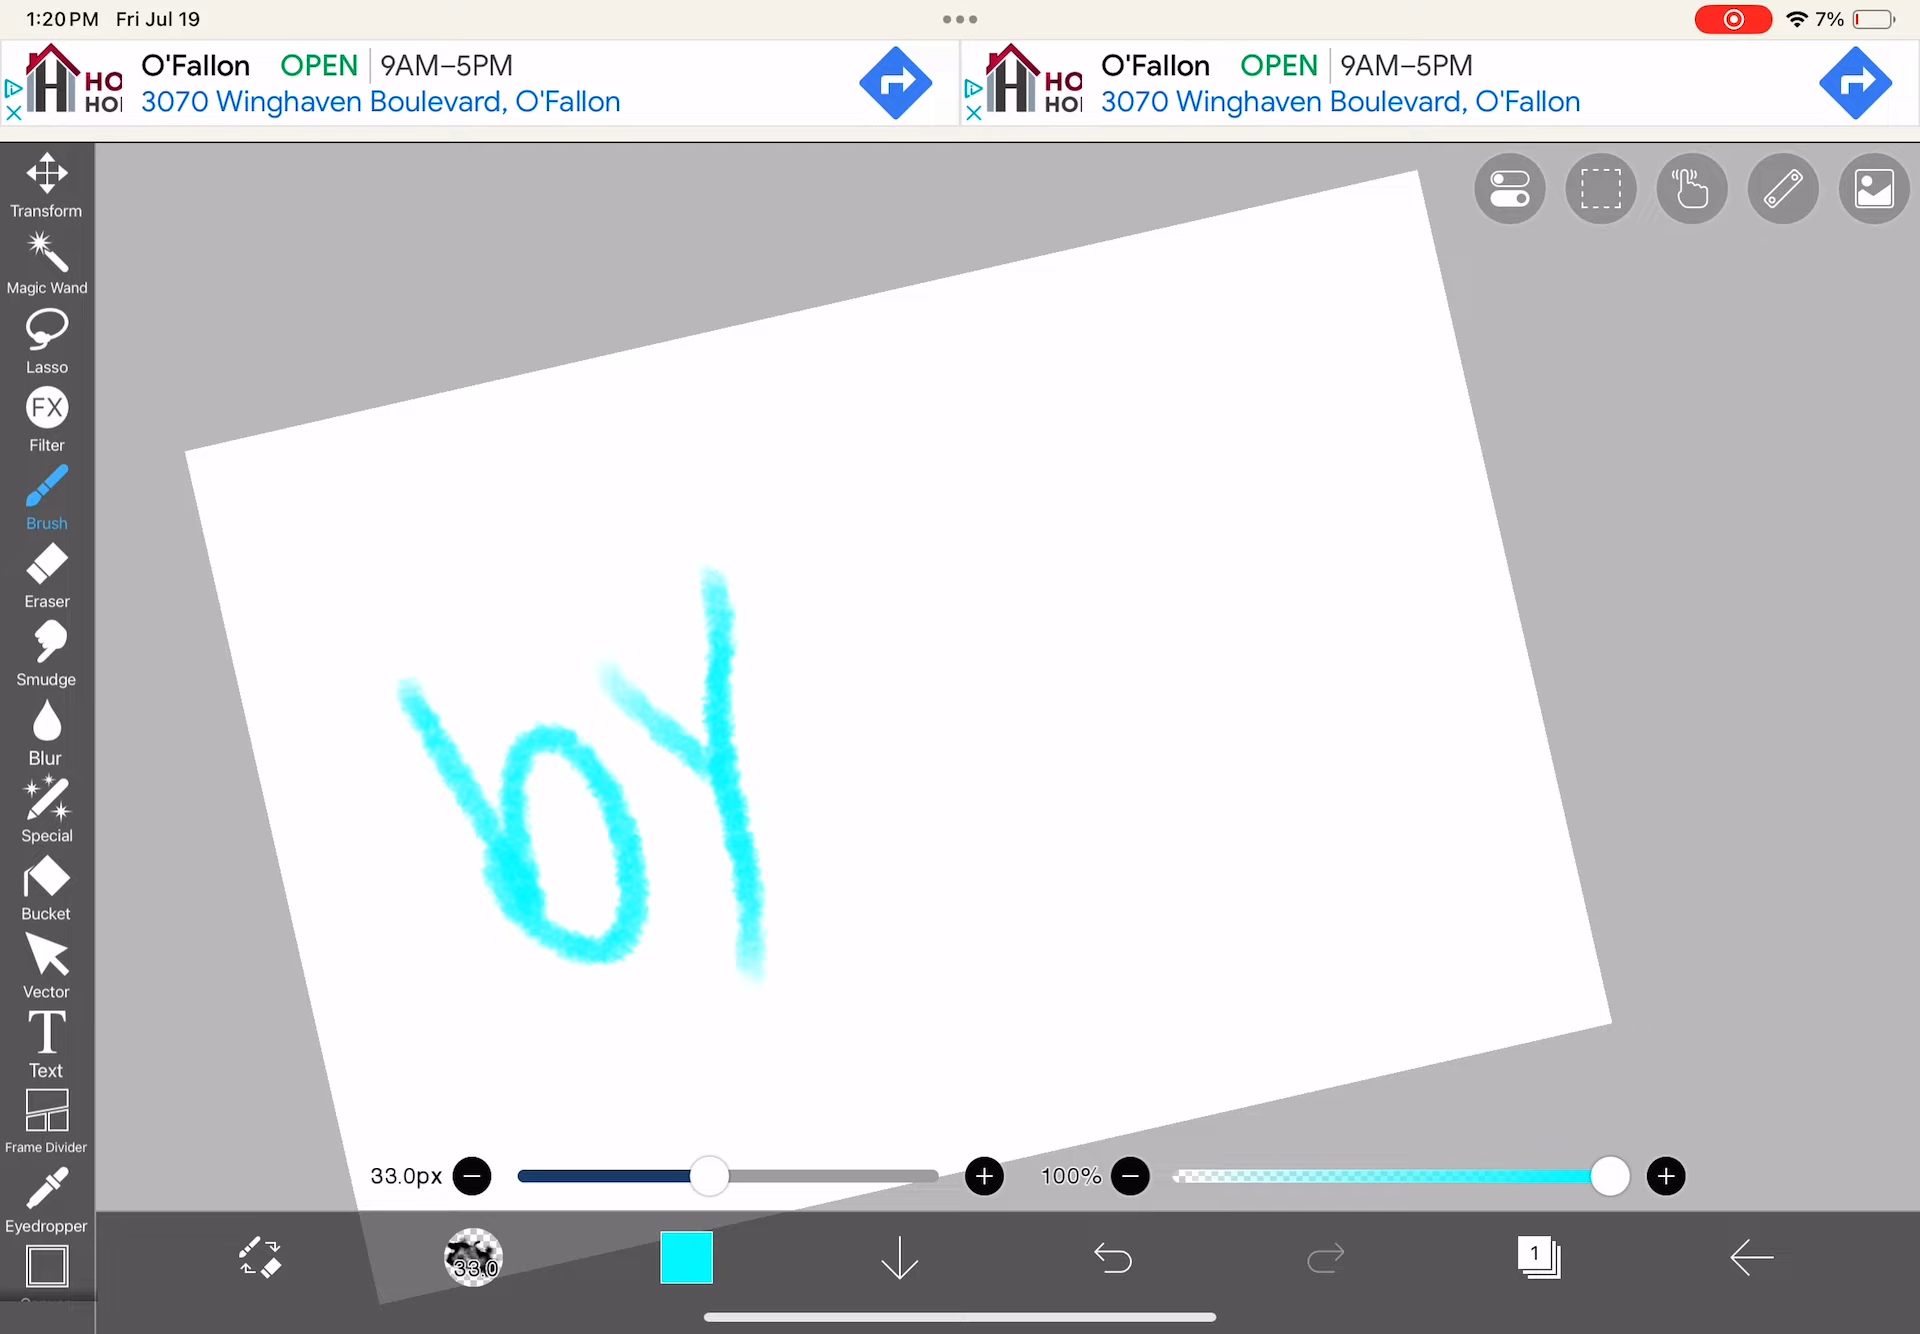 1:20 PM Fri Jul 19
7%
O'Fallon OPEN 9AM–5PM
3070 Winghaven Boulevard, O'Fallon
O'Fallon OPEN 9AM–5PM
3070 Winghaven Boulevard, O'Fallon
Transform
Magic Wand
Lasso
FX
Filter
Brush
Eraser
Smudge
Blur
Special
Bucket
Vector
T
Text
Frame Divider
Eyedropper
by
33.0px
100%
33.0
1